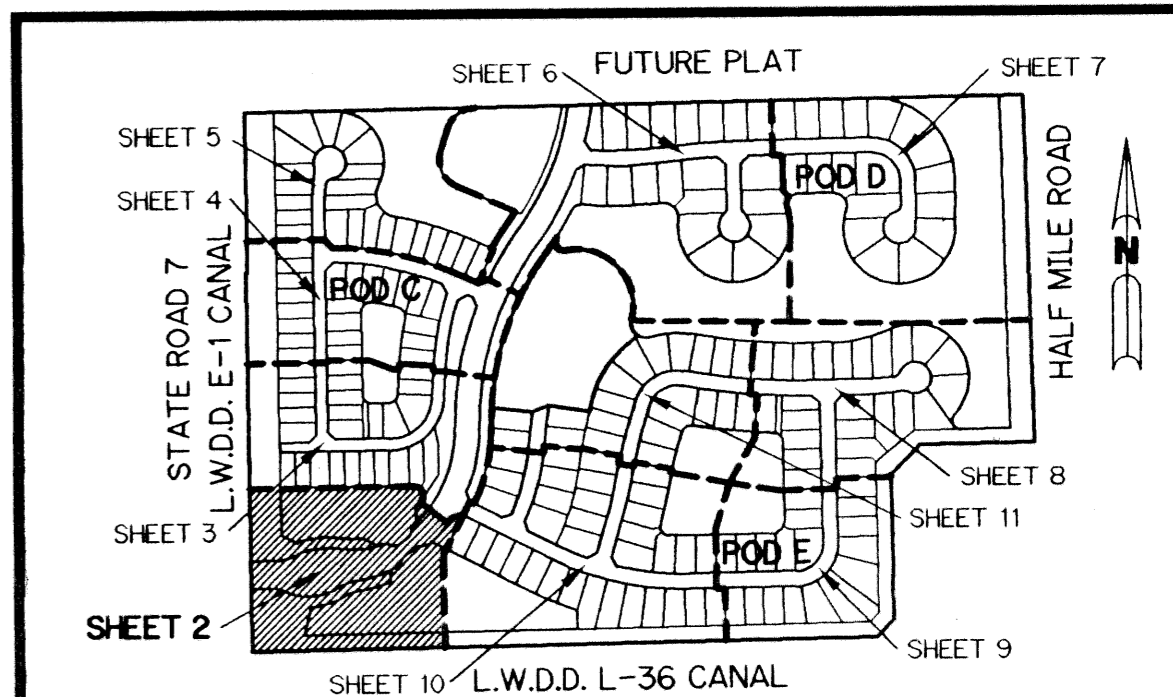 FUTURE PLAT
SHEET 6
SHEET 7
SHEET 5
SHEET 4
POD D
HALF MILE ROAD
N
STATE ROAD 7
L.W.D.D. E-1 CANAL
POD C
SHEET 8
SHEET 11
SHEET 3
POD E
SHEET 2
SHEET 9
SHEET 10
L.W.D.D. L-36 CANAL